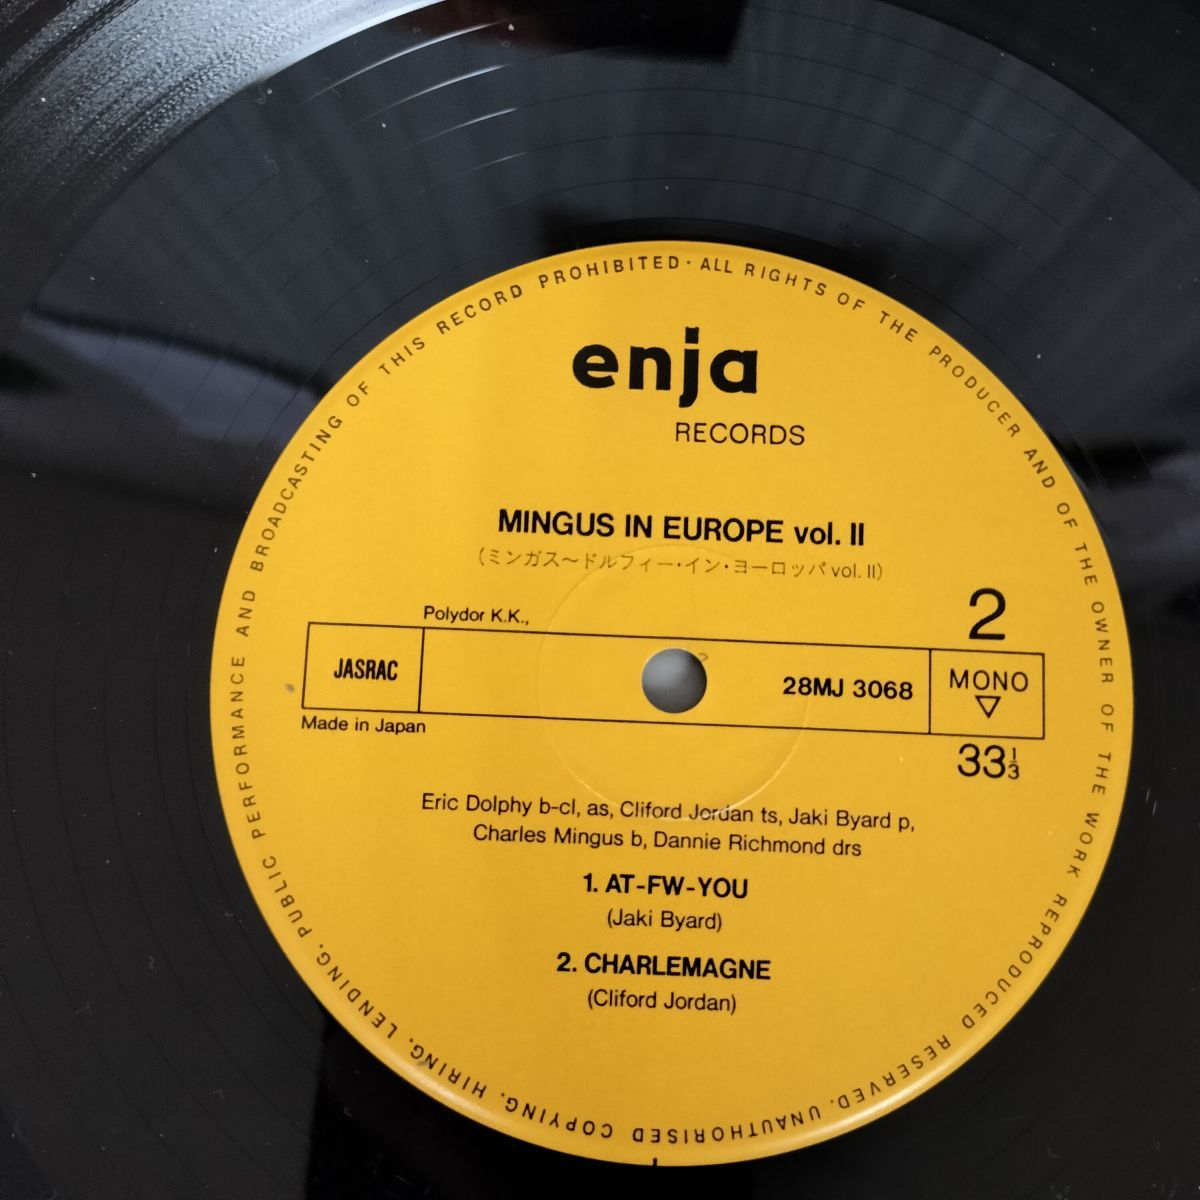 enja
RECORDS
MINGUS IN EUROPE vol. II
(ミンガス〜ドルフィー・イン・ヨーロッパ vol. II)
2
Polydor K.K.,
JASRAC
28MJ 3068
MONO
▽
Made in Japan
33 1/3
Eric Dolphy b-cl, as, Cliford Jordan ts, Jaki Byard p,
Charles Mingus b, Dannie Richmond drs
1. AT-FW-YOU
(Jaki Byard)
2. CHARLEMAGNE
(Cliford Jordan)
ALL RIGHTS OF THE PRODUCER AND OF THE OWNER OF THE WORK REPRODUCED RESERVED. UNAUTHORISED COPYING, HIRING, LENDING, PUBLIC PERFORMANCE AND BROADCASTING OF THIS RECORD PROHIBITED·